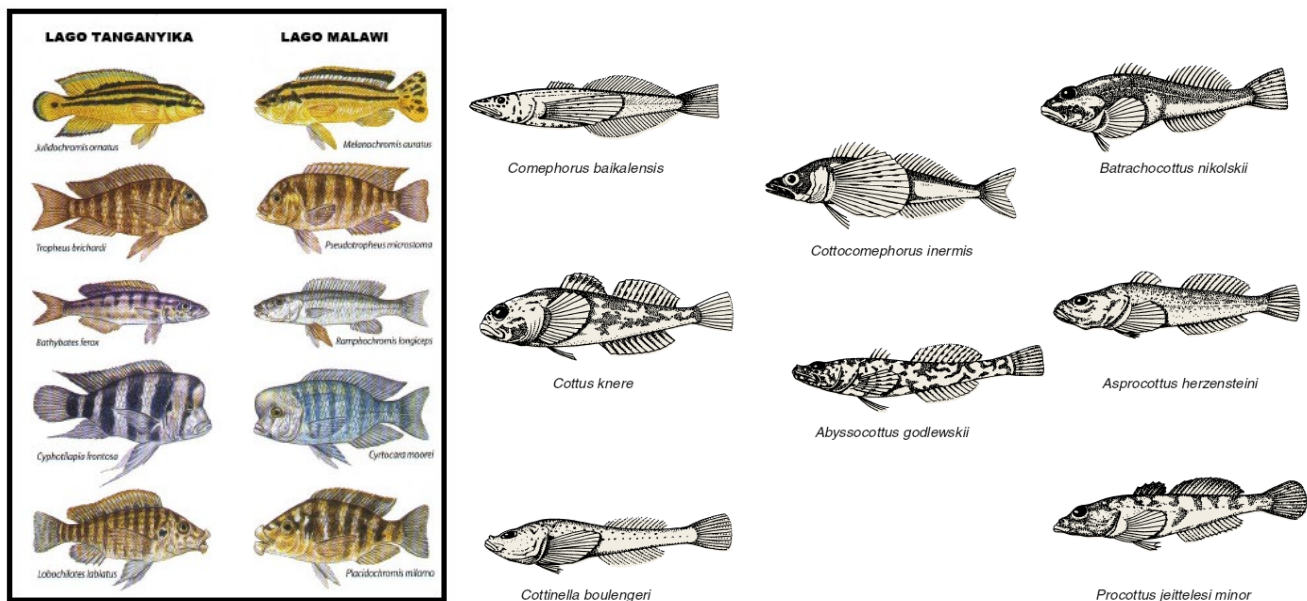 LAGO TANGANYIKA
LAGO MALAWI
Julidochromis ornatus
Melanochromis auratus
Tropheus brichardi
Pseudotropheus microstoma
Bathybates ferox
Ramphochromis longiceps
Cyphotilapia frontosa
Cyrtocara moorei
Lobochilotes labiatus
Placidochromis milomo
Comephorus baikalensis
Batrachocottus nikolskii
Cottocomephorus inermis
Cottus knere
Asprocottus herzensteini
Abyssocottus godlewskii
Cottinella boulengeri
Procottus jeittelesi minor